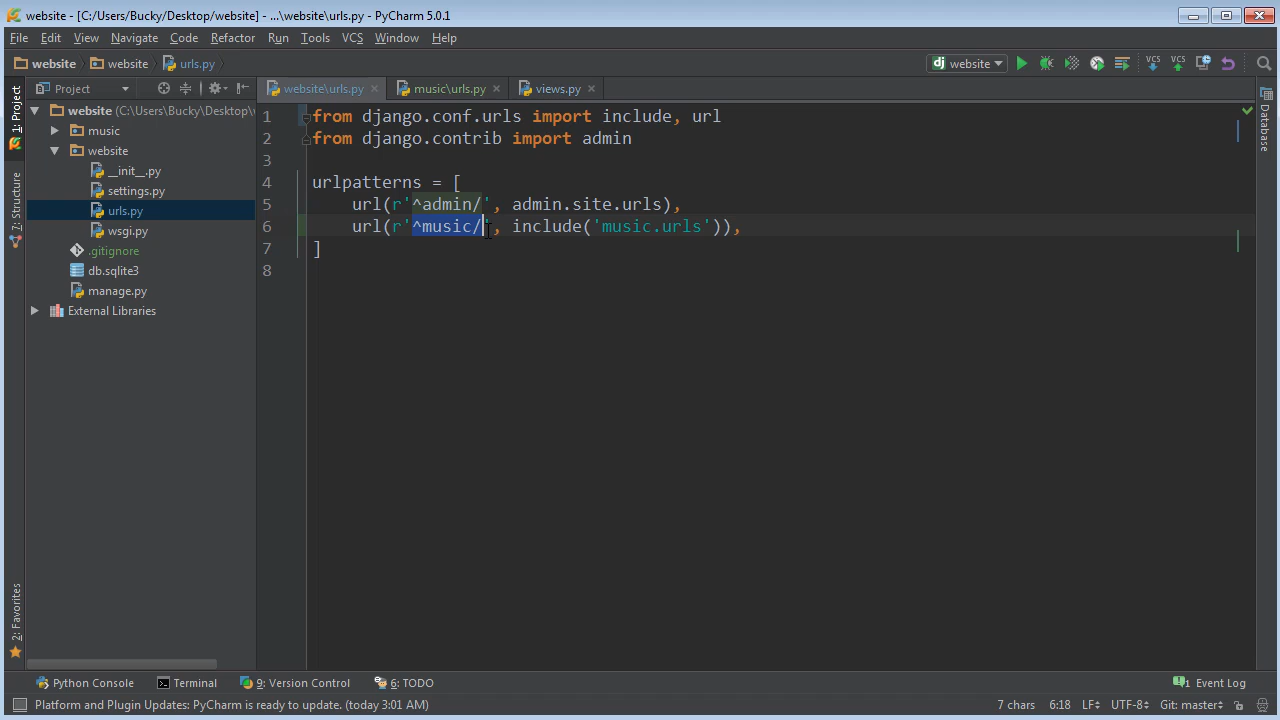 website - [C:/Users/Bucky/Desktop/website] - ...\website\urls.py - PyCharm 5.0.1
File Edit View Navigate Code Refactor Run Tools VCS Window Help
website website urls.py website VCS VCS
Project website\urls.py music\urls.py views.py
1: Project
Structure
2: Favorites
website (C:\Users\Bucky\Desktop\
music
website
__init__.py
settings.py
urls.py
wsgi.py
.gitignore
db.sqlite3
manage.py
External Libraries
1 from django.conf.urls import include, url
2 from django.contrib import admin
3
4 urlpatterns = [
5 url(r'^admin/', admin.site.urls),
6 url(r'^music/', include('music.urls')),
7 ]
8
Database
Python Console Terminal 9: Version Control 6: TODO 1 Event Log
Platform and Plugin Updates: PyCharm is ready to update. (today 3:01 AM) 7 chars 6:18 LF÷ UTF-8÷ Git: master÷